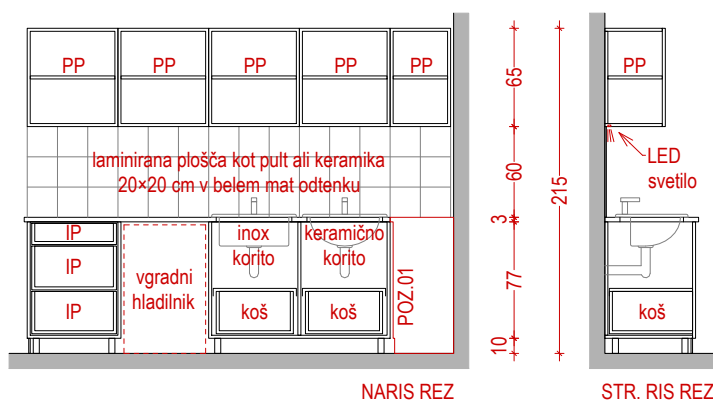 PP PP PP PP PP PP
65
laminirana plošča kot pult ali keramika
20×20 cm v belem mat odtenku
60
215
LED
svetilo
3
IP
IP
IP
vgradni
hladilnik
inox
korito
keramično
korito
koš
koš
POZ.01
77
10
koš
NARIS REZ
STR. RIS REZ